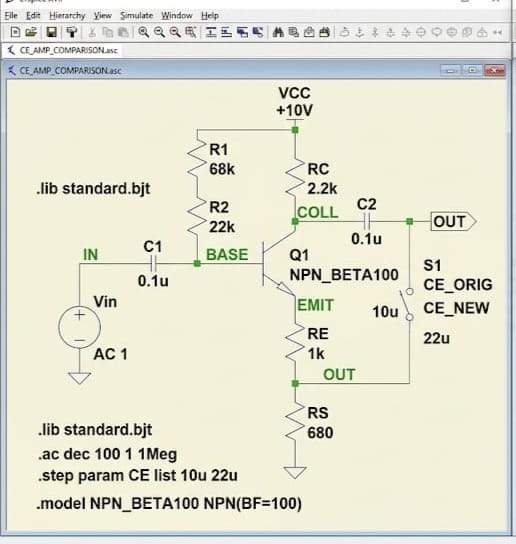 File Edit Hierarchy View Simulate Window Help
CE_AMP_COMPARISON.asc
CE_AMP_COMPARISON.asc
VCC
+10V
R1
68k
RC
2.2k
.lib standard.bjt
R2
22k
COLL
C2
0.1u
OUT
IN
C1
0.1u
BASE
Q1
NPN_BETA100
S1
CE_ORIG
CE_NEW
10u
22u
Vin
AC 1
EMIT
RE
1k
OUT
RS
680
.lib standard.bjt
.ac dec 100 1 1Meg
.step param CE list 10u 22u
.model NPN_BETA100 NPN(BF=100)